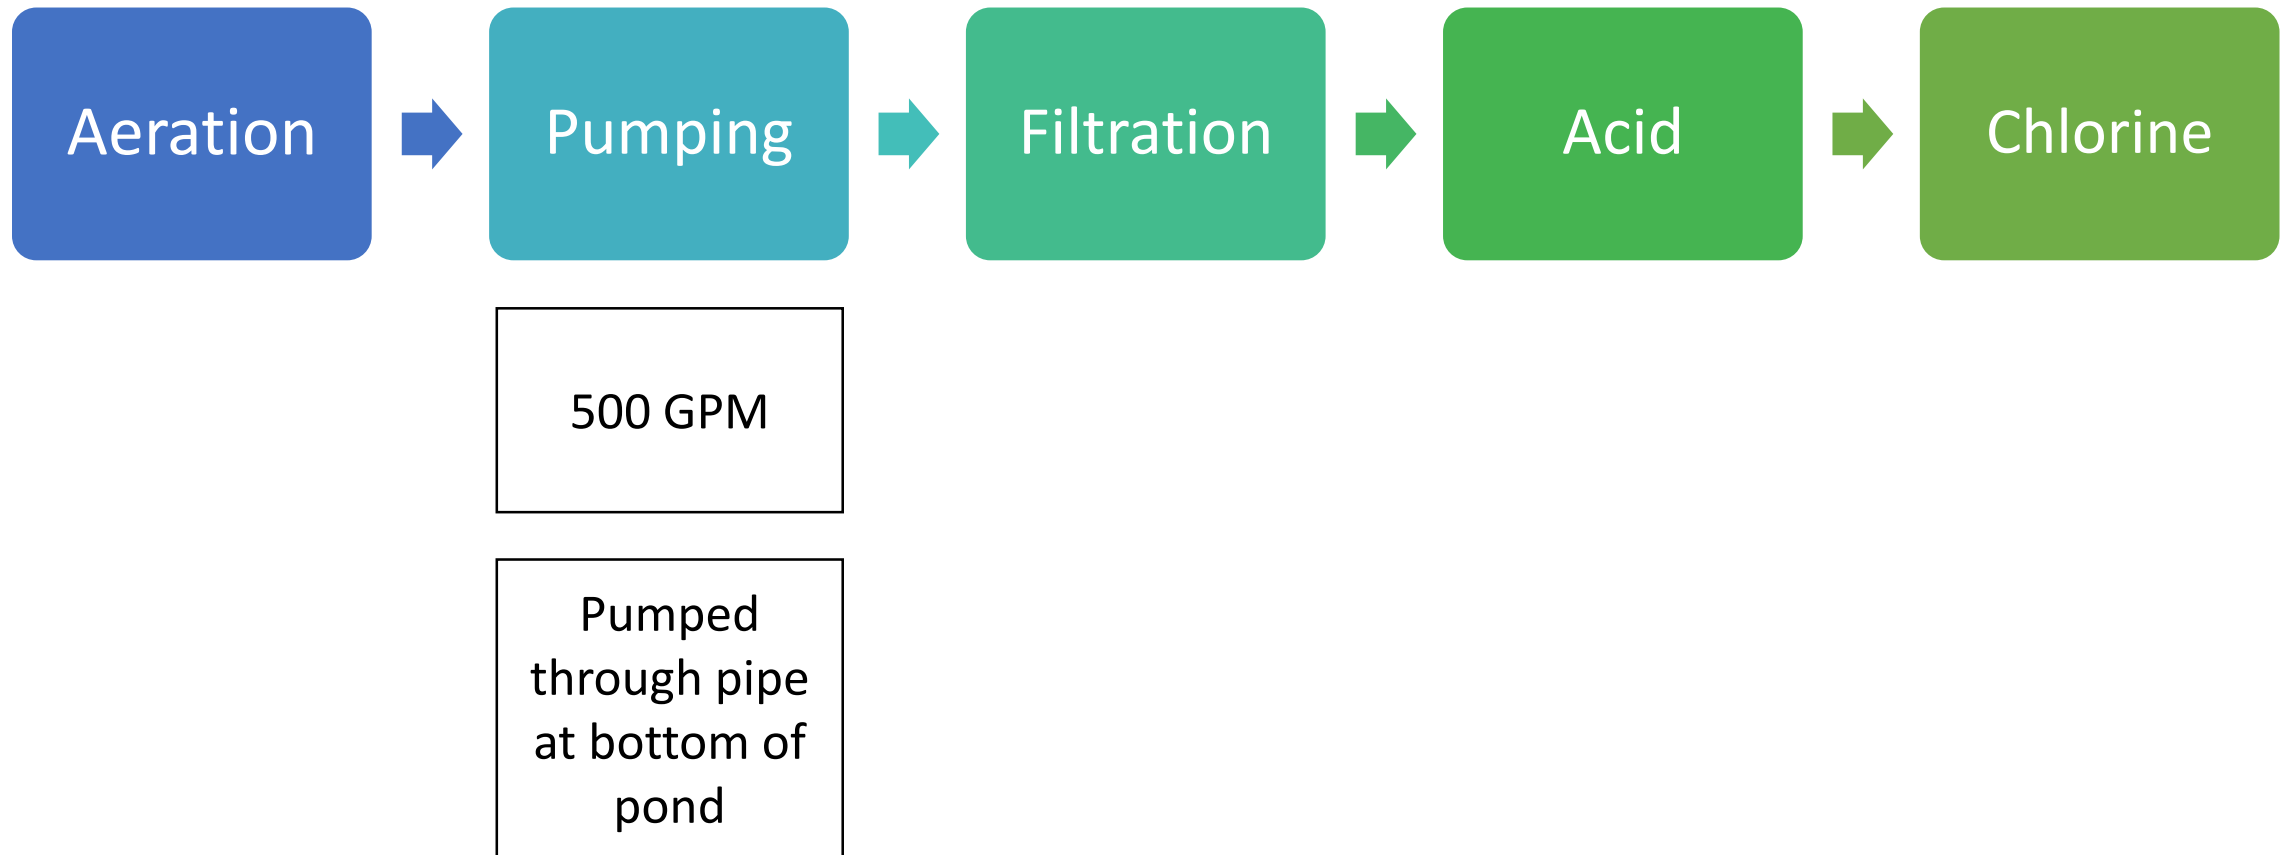 Aeration
Pumping
Filtration
Acid
Chlorine
500 GPM
Pumped
through pipe
at bottom of
pond